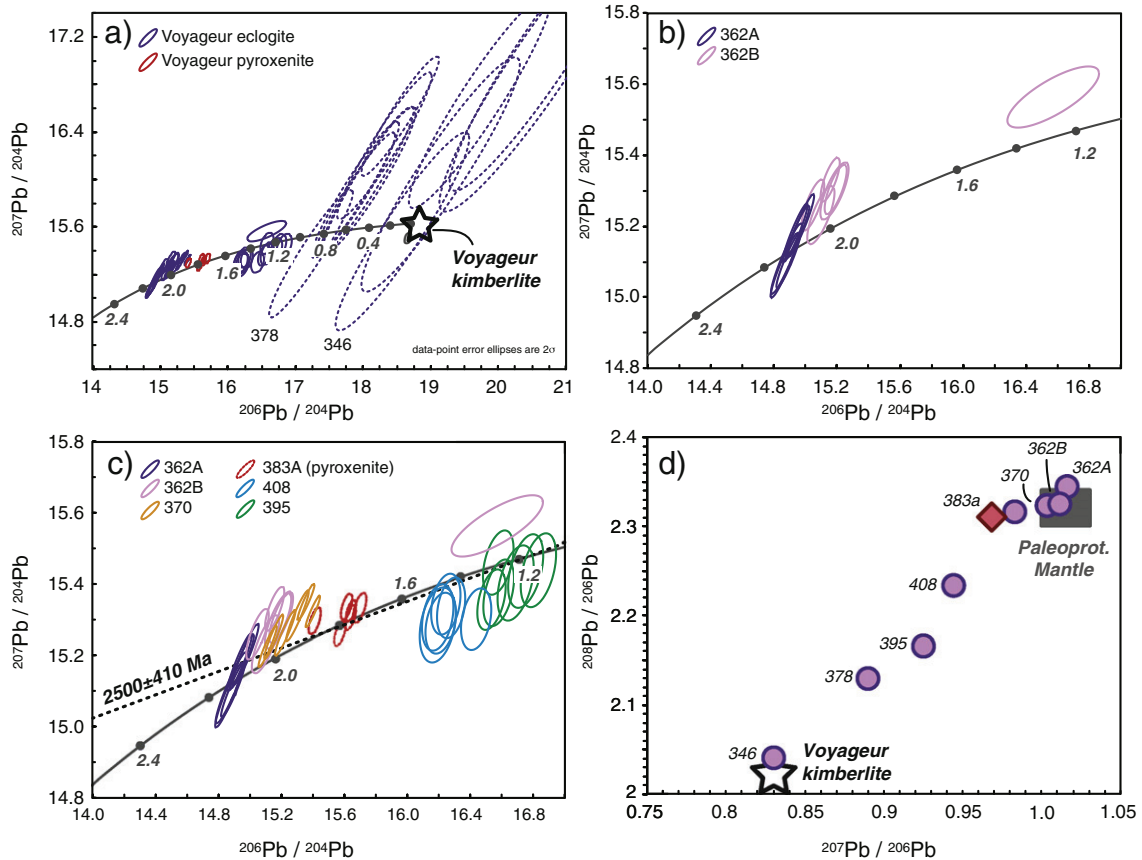 a)
Voyageur eclogite
Voyageur pyroxenite
17.2
16.4
15.6
14.8
²⁰⁷Pb / ²⁰⁴Pb
2.4
2.0
1.6
1.2
0.8
0.4
0
Voyageur
kimberlite
378
346
data-point error ellipses are 2σ
14 15 16 17 18 19 20 21
²⁰⁶Pb / ²⁰⁴Pb
b)
362A
362B
15.8
15.6
15.4
15.2
15.0
14.8
²⁰⁷Pb / ²⁰⁴Pb
1.2
1.6
2.0
2.4
14.0 14.4 14.8 15.2 15.6 16.0 16.4 16.8
²⁰⁶Pb / ²⁰⁴Pb
c)
362A
362B
370
383A (pyroxenite)
408
395
15.8
15.6
15.4
15.2
15.0
14.8
²⁰⁷Pb / ²⁰⁴Pb
1.6
1.2
2.0
2.4
2500±410 Ma
14.0 14.4 14.8 15.2 15.6 16.0 16.4 16.8
²⁰⁶Pb / ²⁰⁴Pb
d)
2.4
2.3
2.2
2.1
2
²⁰⁸Pb / ²⁰⁶Pb
362B
370
362A
383a
Paleoprot.
Mantle
408
395
378
346
Voyageur
kimberlite
0.75 0.8 0.85 0.9 0.95 1.0 1.05
²⁰⁷Pb / ²⁰⁶Pb